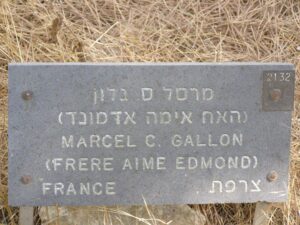 2132
מרסל ס גלון
(האח אימה אדמונד)
MARCEL C. GALLON
(FRERE AIME EDMOND)
FRANCE צרפת